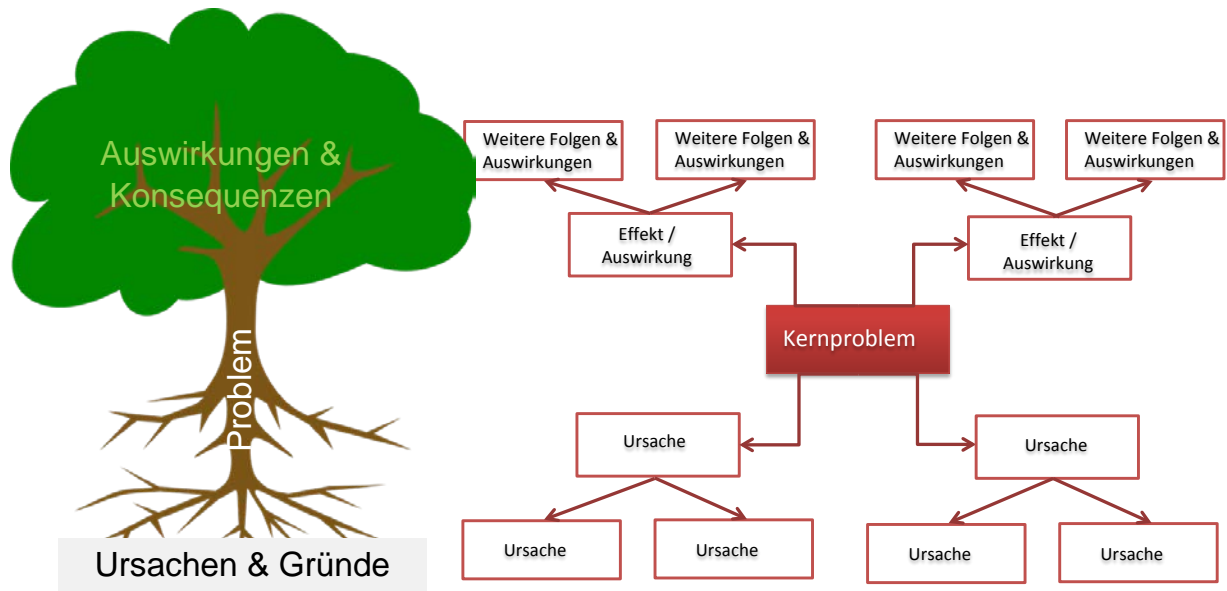 Auswirkungen &
Konsequenzen
Problem
Ursachen & Gründe
Weitere Folgen &
Auswirkungen
Weitere Folgen &
Auswirkungen
Weitere Folgen &
Auswirkungen
Weitere Folgen &
Auswirkungen
Effekt /
Auswirkung
Effekt /
Auswirkung
Kernproblem
Ursache
Ursache
Ursache
Ursache
Ursache
Ursache